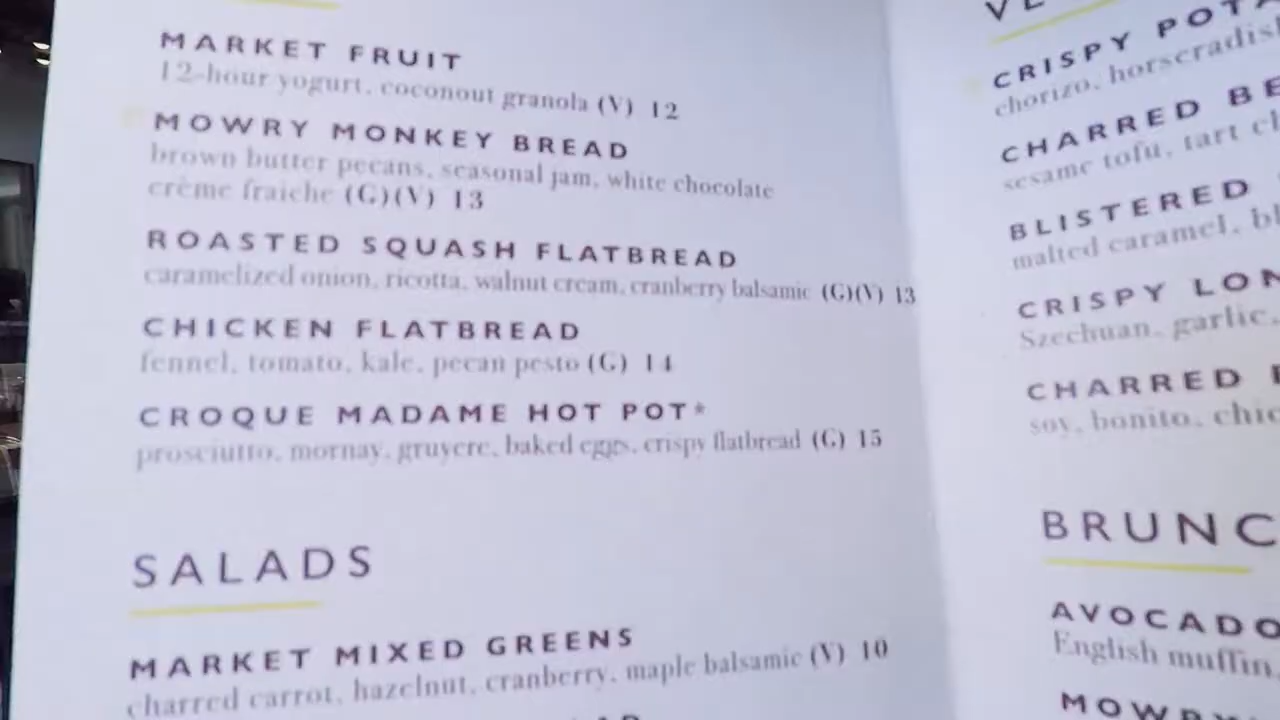 MARKET FRUIT
12-hour yogurt, coconout granola (V) 12
MOWRY MONKEY BREAD
brown butter pecans, seasonal jam, white chocolate
crème fraiche (G)(V) 13
ROASTED SQUASH FLATBREAD
caramelized onion, ricotta, walnut cream, cranberry balsamic (G)(V) 13
CHICKEN FLATBREAD
fennel, tomato, kale, pecan pesto (G) 14
CROQUE MADAME HOT POT*
prosciutto, mornay, gruyere, baked eggs, crispy flatbread (G) 15
SALADS
MARKET MIXED GREENS
charred carrot, hazelnut, cranberry, maple balsamic (V) 10
CRISPY
chorizo, horseradish
CHARRED
sesame tofu, tart
BLISTERED
malted caramel,
CRISPY
Szechuan, garlic,
CHARRED
soy, bonito,
BRUNC
AVOCADO
English muffin,
MOWRY